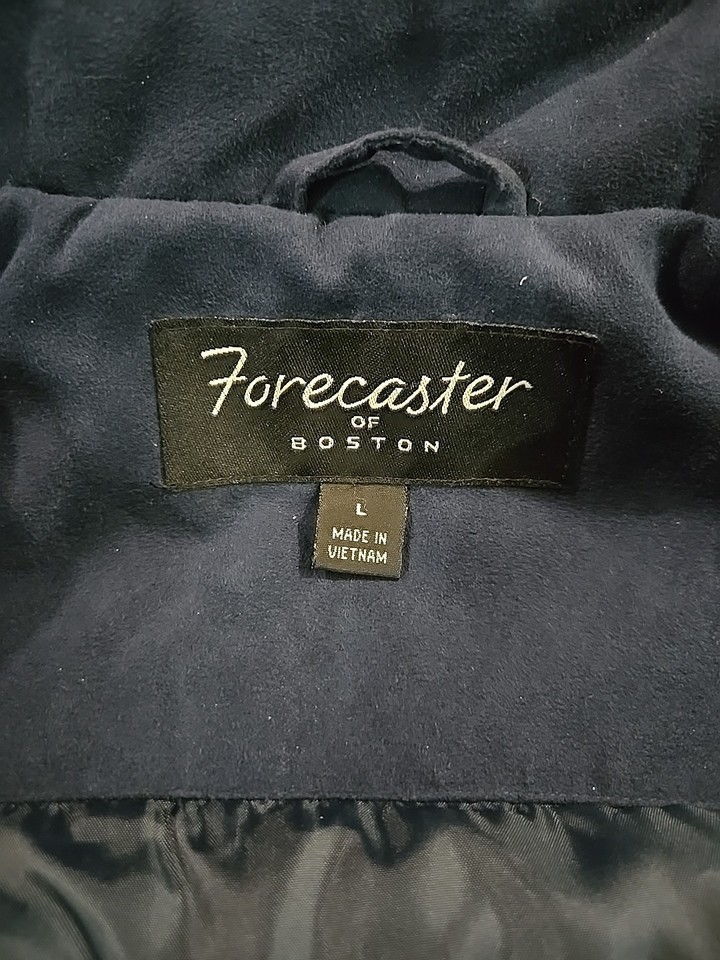 Forecaster
OF
BOSTON
L
MADE IN
VIETNAM